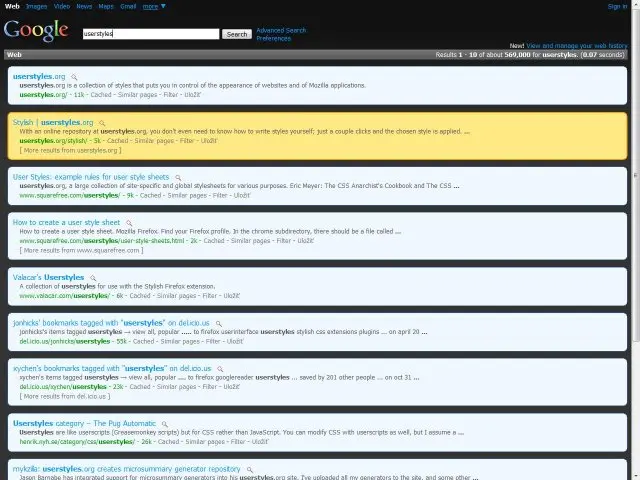 Web Images Video News Maps Gmail more ▼ Sign in
Google
userstyles Search Advanced Search
Preferences
New! View and manage your web history
Web Results 1 - 10 of about 569,000 for userstyles. (0.07 seconds)
userstyles.org
userstyles.org is a collection of styles that puts you in control of the appearance of websites and of Mozilla applications.
userstyles.org/ - 11k - Cached - Similar pages - Filter - Uložiť
Stylish | userstyles.org
With an online repository at userstyles.org, you don't even need to know how to write styles yourself; just a couple clicks and the chosen style is applied. ...
userstyles.org/stylish/ - 5k - Cached - Similar pages - Filter - Uložiť
[ More results from userstyles.org ]
User Styles: example rules for user style sheets
userstyles.org, a large collection of site-specific and global stylesheets for various purposes. Eric Meyer: The CSS Anarchist's Cookbook and The CSS ...
www.squarefree.com/userstyles/ - 9k - Cached - Similar pages - Filter - Uložiť
How to create a user style sheet
How to create a user style sheet. Mozilla Firefox. Find your Firefox profile. In the chrome subdirectory, there should be a file called ...
www.squarefree.com/userstyles/user-style-sheets.html - 2k - Cached - Similar pages - Filter - Uložiť
[ More results from www.squarefree.com ]
Valacar's Userstyles
A collection of userstyles for use with the Stylish Firefox extension.
www.valacar.com/userstyles/ - 6k - Cached - Similar pages - Filter - Uložiť
jonhicks' bookmarks tagged with "userstyles" on del.icio.us
jonhicks's items tagged userstyles → view all, popular ..... to firefox userinterface userstyles stylish css extensions plugins ... on april 20 ...
del.icio.us/jonhicks/userstyles - 55k - Cached - Similar pages - Filter - Uložiť
xychen's bookmarks tagged with "userstyles" on del.icio.us
xychen's items tagged userstyles → view all, popular ..... to firefox googlereader userstyles ... saved by 201 other people ... on oct 31 ...
del.icio.us/xychen/userstyles - 23k - Cached - Similar pages - Filter - Uložiť
[ More results from del.icio.us ]
Userstyles category – The Pug Automatic
Userstyles are like userscripts (Greasemonkey scripts) but for CSS rather than JavaScript. You can modify CSS with userscripts as well, but I assume a ...
henrik.nyh.se/category/css/userstyles/ - 26k - Cached - Similar pages - Filter - Uložiť
mykzilla: userstyles.org creates microsummary generator repository
Jason Barnabe has integrated support for microsummary generators into his userstyles.org site. I've uploaded all my generators to the site, and some other ...